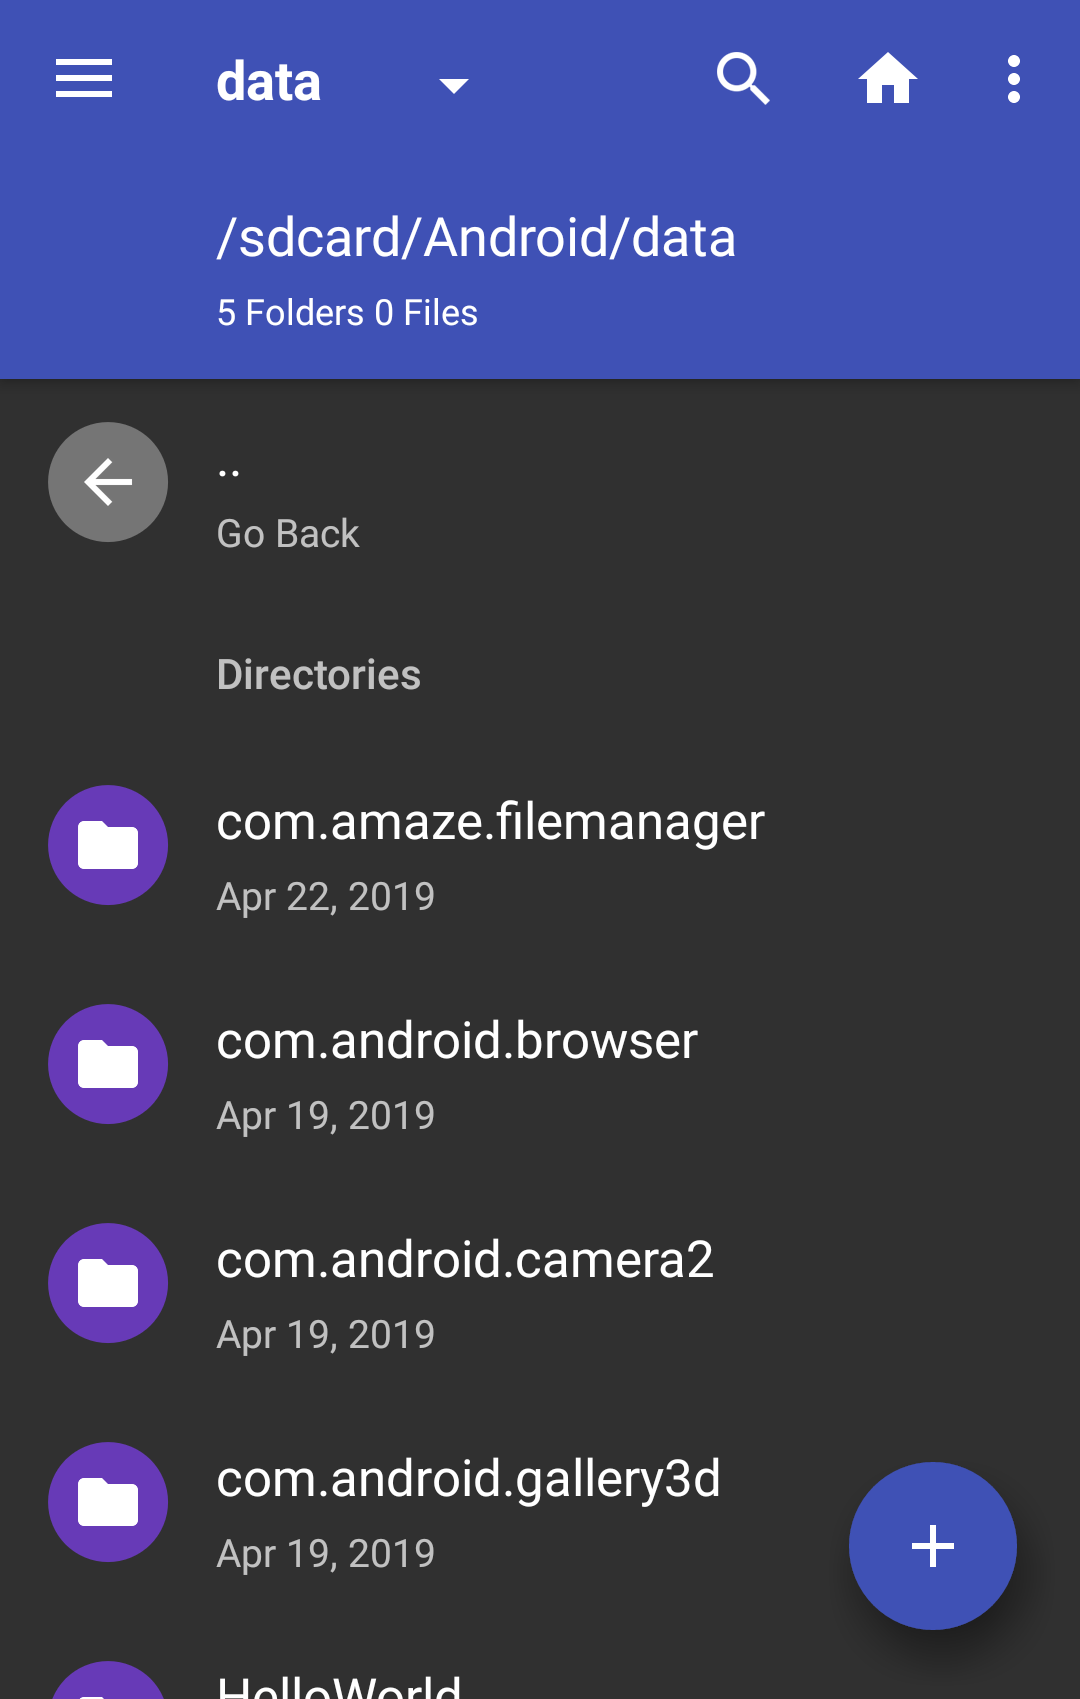 data
/sdcard/Android/data
5 Folders 0 Files
..
Go Back
Directories
com.amaze.filemanager
Apr 22, 2019
com.android.browser
Apr 19, 2019
com.android.camera2
Apr 19, 2019
com.android.gallery3d
Apr 19, 2019
HelloWorld